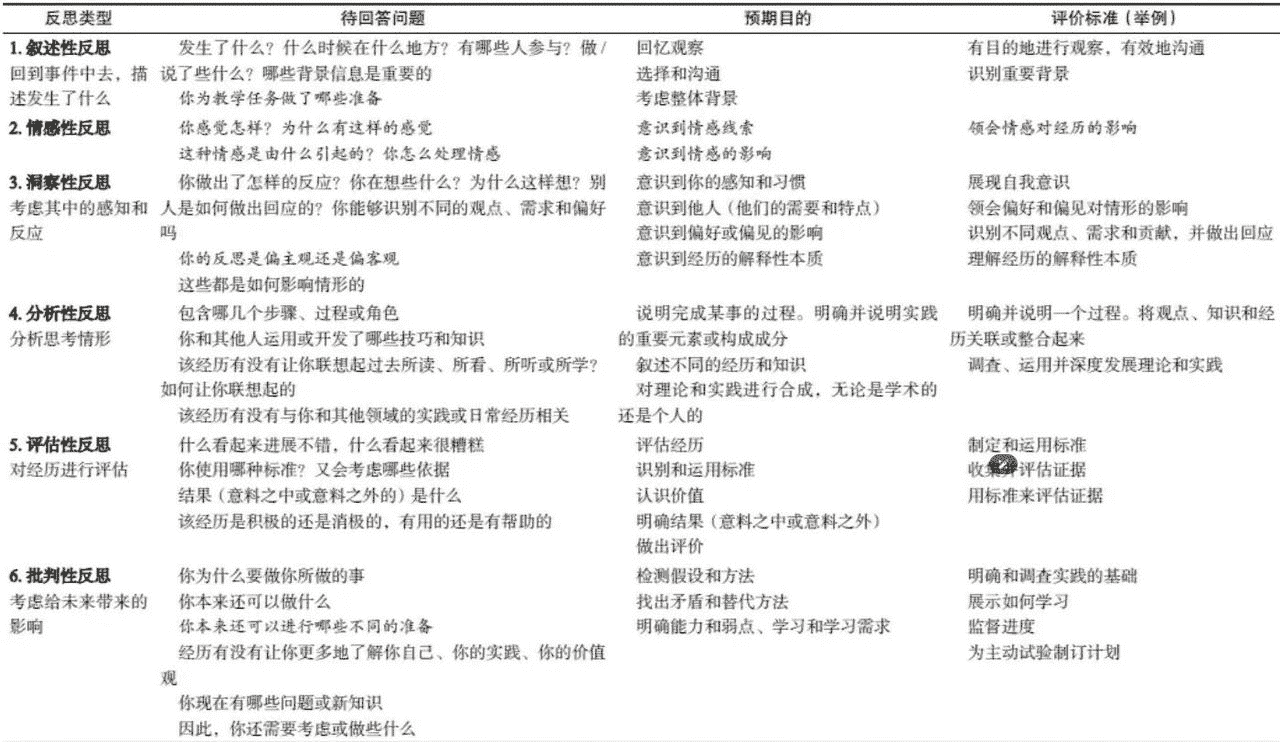 反思类型 待回答问题 预期目的 评价标准（举例）
1. 叙述性反思 发生了什么？什么时候在什么地方？有哪些人参与？做/ 回忆观察 有目的地进行观察，有效地沟通
回到事件中去，描 说了些什么？哪些背景信息是重要的 选择和沟通 识别重要背景
述发生了什么 你为教学任务做了哪些准备 考虑整体背景
2. 情感性反思 你感觉怎样？为什么有这样的感觉 意识到情感线索 领会情感对经历的影响
这种情感是由什么引起的？你怎么处理情感 意识到情感的影响
3. 洞察性反思 你做出了怎样的反应？你在想些什么？为什么这样想？别 意识到你的感知和习惯 展现自我意识
考虑其中的感知和 人是如何做出回应的？你能够识别不同的观点、需求和偏好 意识到他人（他们的需要和特点） 领会偏好和偏见对情形的影响
反应 吗 意识到偏好或偏见的影响 识别不同观点、需求和贡献，并做出回应
你的反思是偏主观还是偏客观 意识到经历的解释性本质 理解经历的解释性本质
这些都是如何影响情形的
4. 分析性反思 包含哪几个步骤、过程或角色 说明完成某事的过程。明确并说明实践 明确并说明一个过程。将观点、知识和经
分析思考情形 你和其他人运用或开发了哪些技巧和知识 的重要元素或构成成分 历关联或整合起来
该经历有没有让你联想起过去所读、所看、所听或所学？ 叙述不同的经历和知识 调查、运用并深度发展理论和实践
如何让你联想起的 对理论和实践进行合成，无论是学术的
该经历有没有与你和其他领域的实践或日常经历相关 还是个人的
5. 评估性反思 什么看起来进展不错，什么看起来很糟糕 评估经历 制定和运用标准
对经历进行评估 你使用哪种标准？又会考虑哪些依据 识别和运用标准 收集评估证据
结果（意料之中或意料之外的）是什么 认识价值 用标准来评估证据
该经历是积极的还是消极的，有用的还是有帮助的 明确结果（意料之中或意料之外）
做出评价
6. 批判性反思 你为什么要做你所做的事 检测假设和方法 明确和调查实践的基础
考虑给未来带来的 你本来还可以做什么 找出矛盾和替代方法 展示如何学习
影响 你本来还可以进行哪些不同的准备 明确能力和弱点、学习和学习需求 监督进度
经历有没有让你更多地了解你自己、你的实践、你的价值 为主动试验制订计划
观
你现在有哪些问题或新知识
因此，你还需要考虑或做些什么